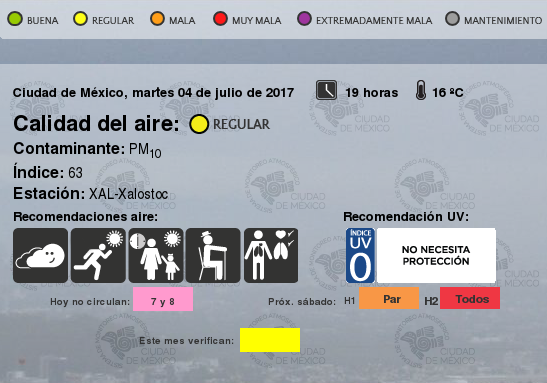 BUENA REGULAR MALA MUY MALA EXTREMADAMENTE MALA MANTENIMIENTO
Ciudad de México, martes 04 de julio de 2017 19 horas 16 ºC
Calidad del aire: REGULAR
Contaminante: PM10
Índice: 63
Estación: XAL-Xalostoc
Recomendaciones aire: Recomendación UV:
ÍNDICE UV 0 NO NECESITA
PROTECCIÓN
Hoy no circulan: 7 y 8 Próx. sábado: H1 Par H2 Todos
Este mes verifican: